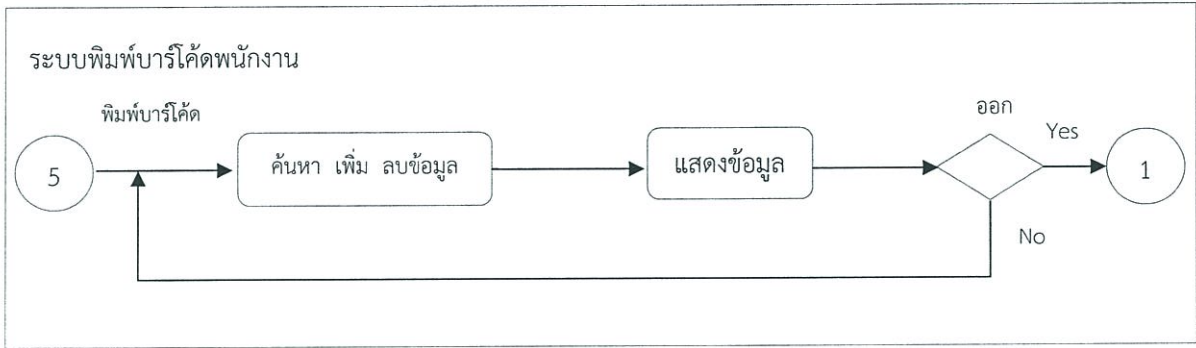 ระบบพิมพ์บาร์โค้ดพนักงาน
พิมพ์บาร์โค้ด
ออก
Yes
5
ค้นหา เพิ่ม ลบข้อมูล
แสดงข้อมูล
1
No